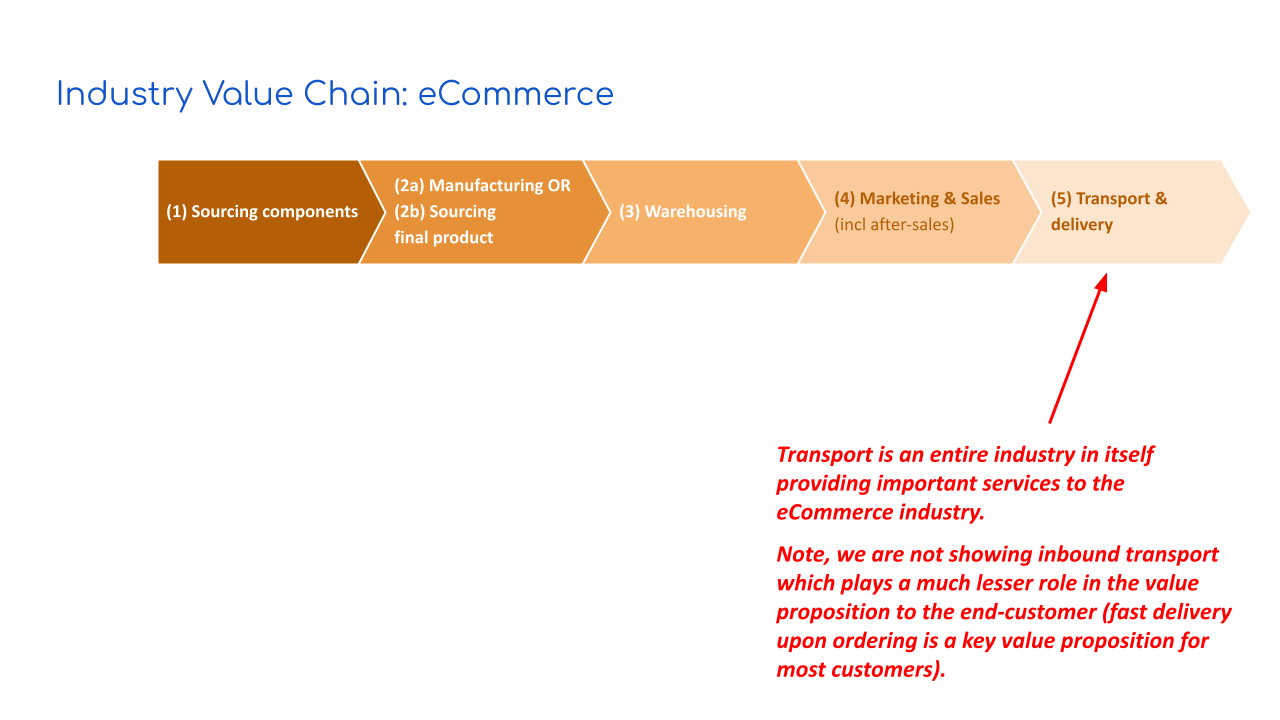 Industry Value Chain: eCommerce
(1) Sourcing components
(2a) Manufacturing OR
(2b) Sourcing
final product
(3) Warehousing
(4) Marketing & Sales
(incl after-sales)
(5) Transport &
delivery
Transport is an entire industry in itself
providing important services to the
eCommerce industry.
Note, we are not showing inbound transport
which plays a much lesser role in the value
proposition to the end-customer (fast delivery
upon ordering is a key value proposition for
most customers).